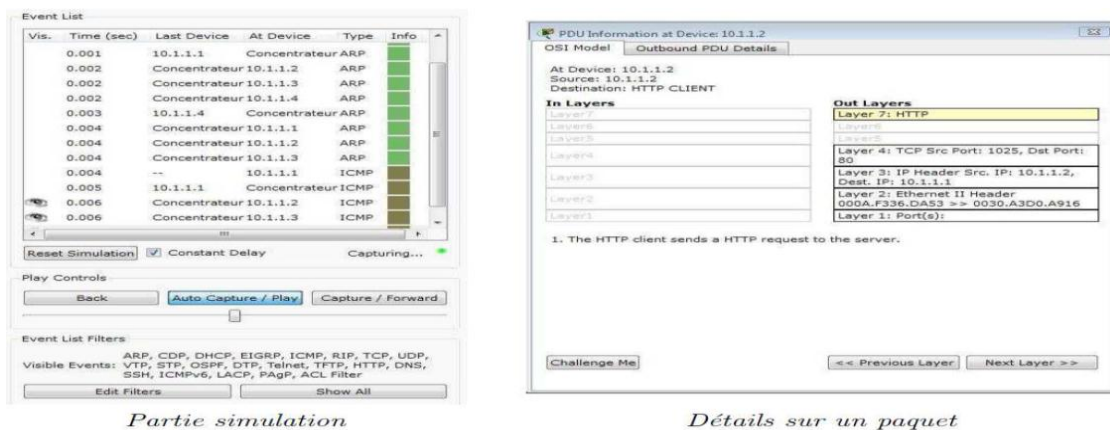 Event List
Vis. Time (sec) Last Device At Device Type Info
0.001 10.1.1.1 Concentrateur ARP
0.002 Concentrateur 10.1.1.2 ARP
0.002 Concentrateur 10.1.1.3 ARP
0.002 Concentrateur 10.1.1.4 ARP
0.003 10.1.1.4 Concentrateur ARP
0.004 Concentrateur 10.1.1.1 ARP
0.004 Concentrateur 10.1.1.2 ARP
0.004 Concentrateur 10.1.1.3 ARP
0.004 -- 10.1.1.1 ICMP
0.005 10.1.1.1 Concentrateur ICMP
0.006 Concentrateur 10.1.1.2 ICMP
0.006 Concentrateur 10.1.1.3 ICMP
Reset Simulation Constant Delay Capturing...
Play Controls
Back Auto Capture / Play Capture / Forward
Event List Filters
Visible Events: ARP, CDP, DHCP, EIGRP, ICMP, RIP, TCP, UDP,
VTP, STP, OSPF, DTP, Telnet, TFTP, HTTP, DNS,
SSH, ICMPv6, LACP, PAgP, ACL Filter
Edit Filters Show All
Partie simulation
PDU Information at Device: 10.1.1.2
OSI Model Outbound PDU Details
At Device: 10.1.1.2
Source: 10.1.1.2
Destination: HTTP CLIENT
In Layers
Layer7
Layer6
Layer5
Layer4
Layer3
Layer2
Layer1
Out Layers
Layer 7: HTTP
Layer6
Layer5
Layer 4: TCP Src Port: 1025, Dst Port:
80
Layer 3: IP Header Src. IP: 10.1.1.2,
Dest. IP: 10.1.1.1
Layer 2: Ethernet II Header
000A.F336.DA53 >> 0030.A3D0.A916
Layer 1: Port(s):
1. The HTTP client sends a HTTP request to the server.
Challenge Me << Previous Layer Next Layer >>
Détails sur un paquet